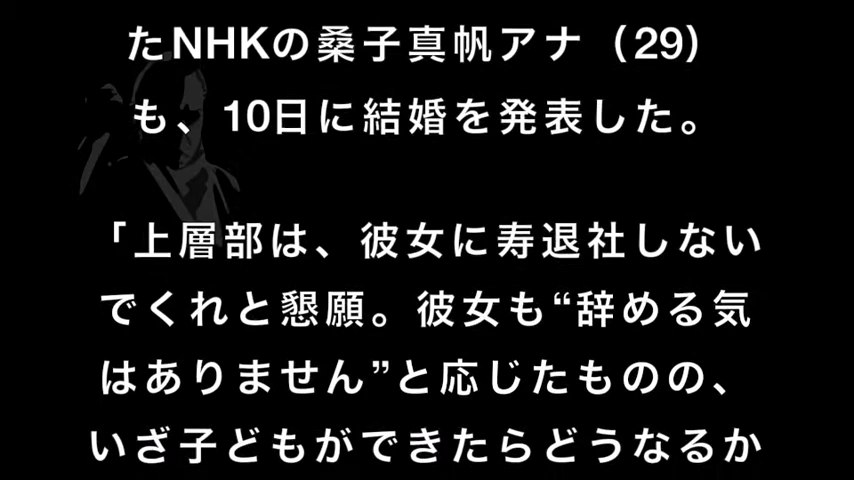 たNHKの桑子真帆アナ（29）
も、10日に結婚を発表した。
「上層部は、彼女に寿退社しない
でくれと懇願。彼女も“辞める気
はありません”と応じたものの、
いざ子どもができたらどうなるか